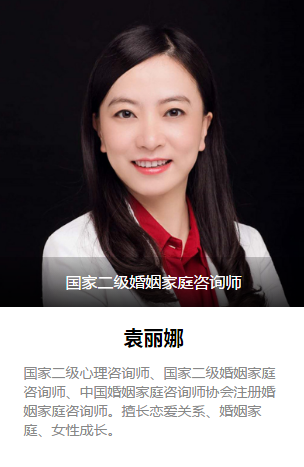 国家二级婚姻家庭咨询师
袁丽娜
国家二级心理咨询师、国家二级婚姻家庭
咨询师、中国婚姻家庭咨询师协会注册婚
姻家庭咨询师。擅长恋爱关系、婚姻家
庭、女性成长。